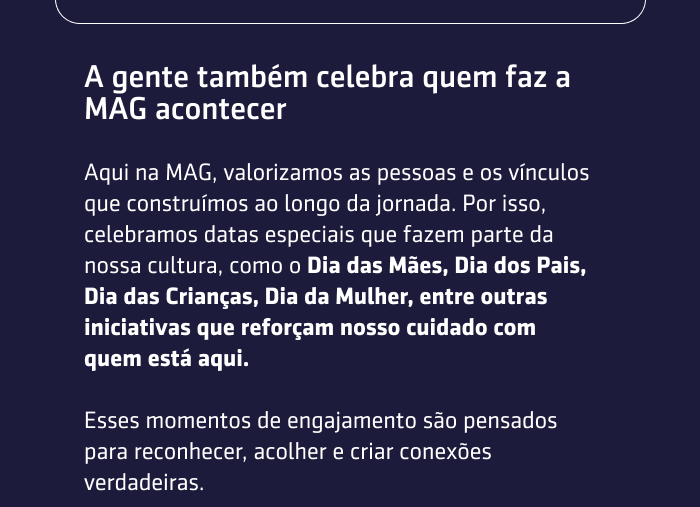 A gente também celebra quem faz a
MAG acontecer
Aqui na MAG, valorizamos as pessoas e os vínculos
que construímos ao longo da jornada. Por isso,
celebramos datas especiais que fazem parte da
nossa cultura, como o Dia das Mães, Dia dos Pais,
Dia das Crianças, Dia da Mulher, entre outras
iniciativas que reforçam nosso cuidado com
quem está aqui.
Esses momentos de engajamento são pensados
para reconhecer, acolher e criar conexões
verdadeiras.